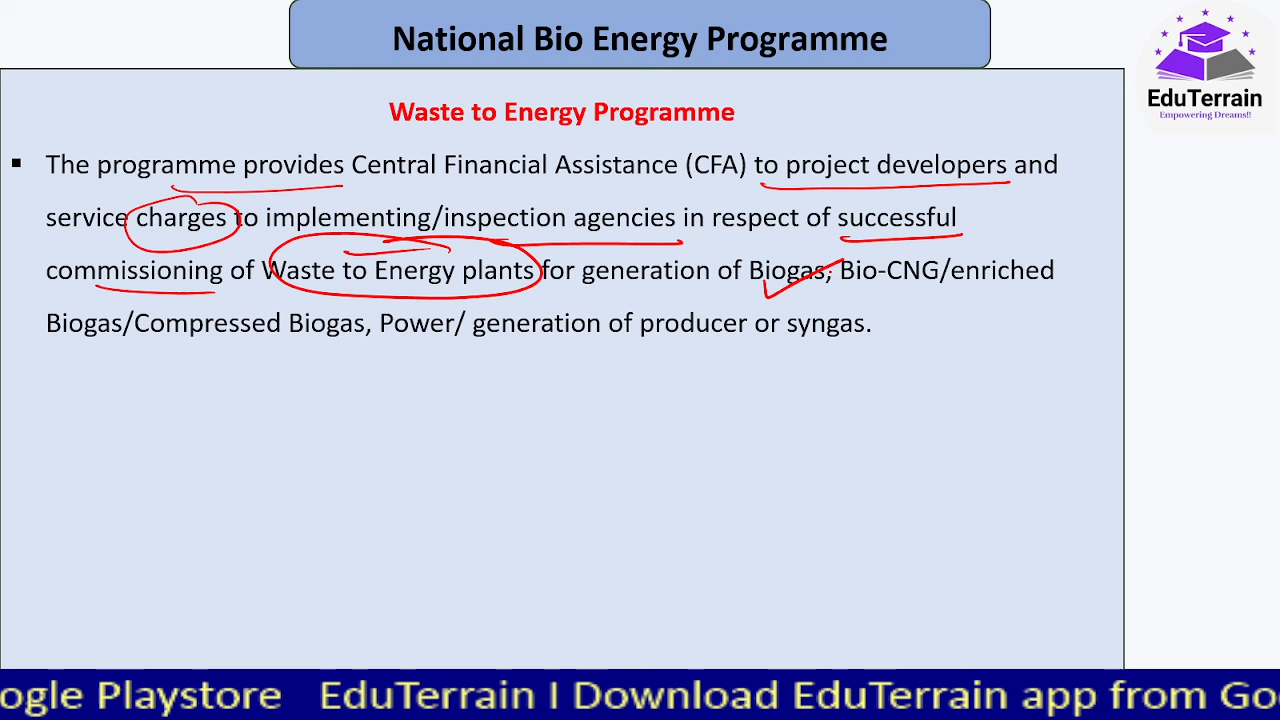 National Bio Energy Programme
EduTerrain
Empowering Dreams!!
Waste to Energy Programme
▪ The programme provides Central Financial Assistance (CFA) to project developers and
service charges to implementing/inspection agencies in respect of successful
commissioning of Waste to Energy plants for generation of Biogas, Bio-CNG/enriched
Biogas/Compressed Biogas, Power/ generation of producer or syngas.
ogle Playstore EduTerrain I Download EduTerrain app from Go